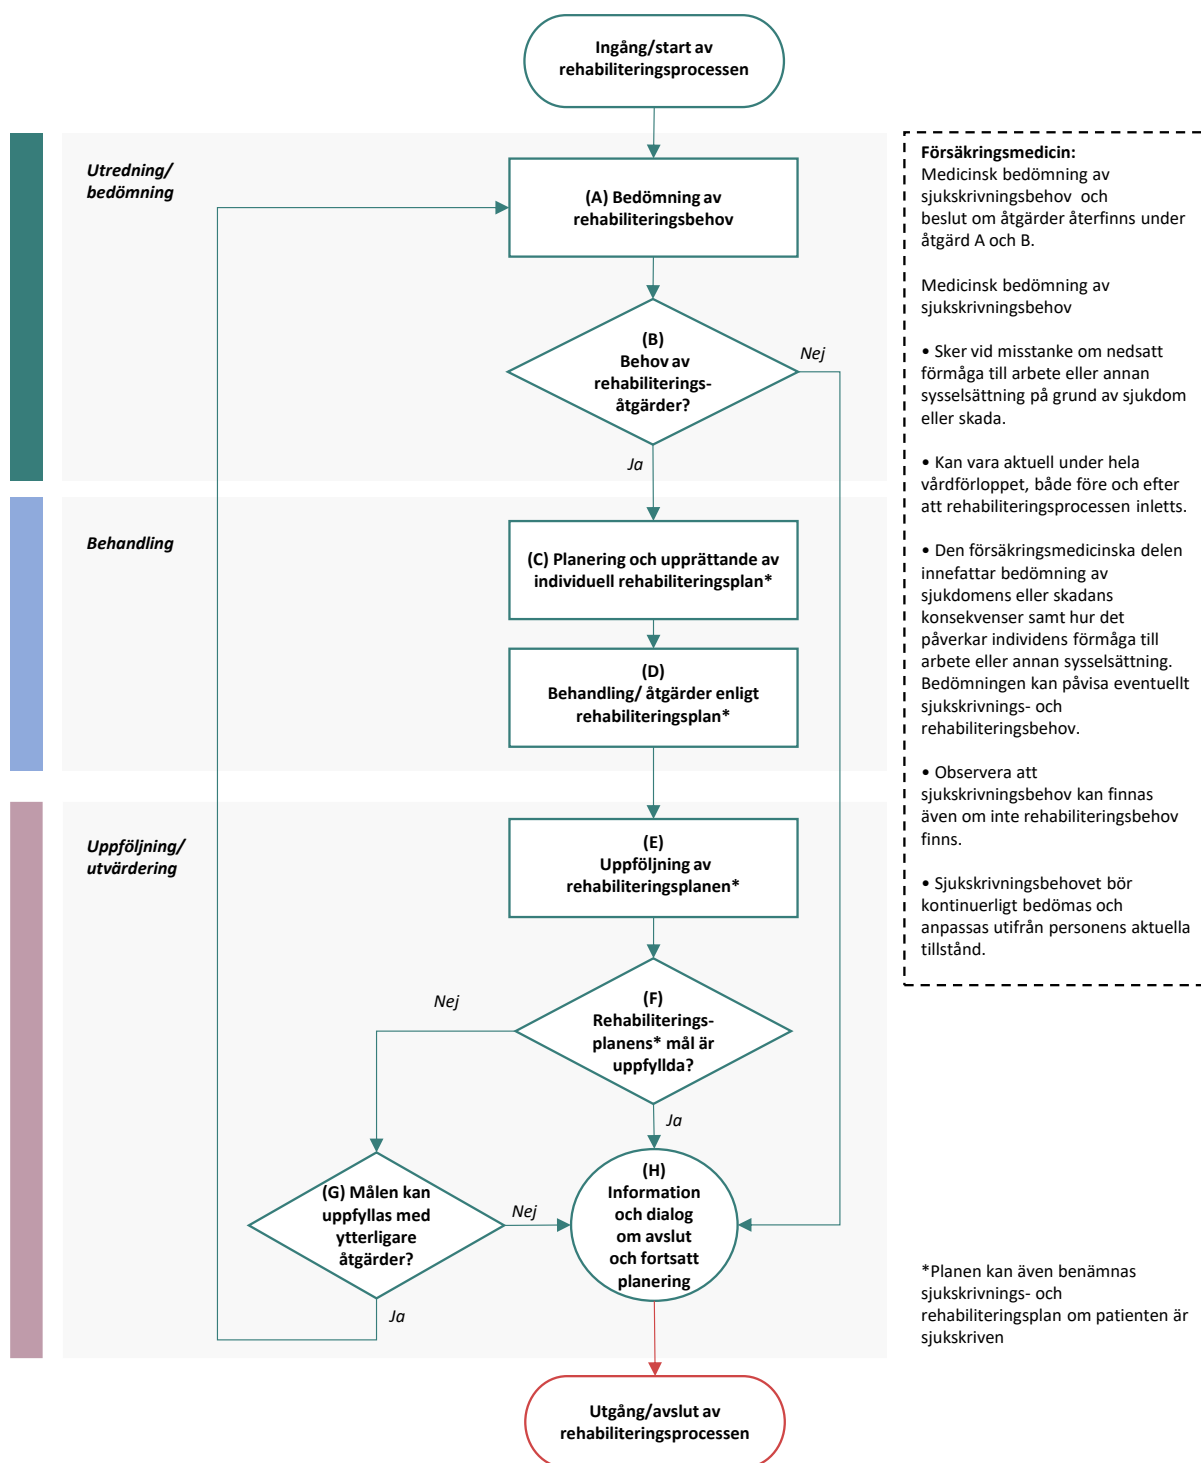 Ingång/start av
rehabiliteringsprocessen
Utredning/
bedömning
(A) Bedömning av
rehabiliteringsbehov
(B)
Behov av
rehabiliterings-
åtgärder?
Nej
Ja
Behandling
(C) Planering och upprättande av
individuell rehabiliteringsplan*
(D)
Behandling/ åtgärder enligt
rehabiliteringsplan*
Uppföljning/
utvärdering
(E)
Uppföljning av
rehabiliteringsplanen*
(F)
Rehabiliterings-
planens* mål är
uppfyllda?
Nej
Ja
(G) Målen kan
uppfyllas med
ytterligare
åtgärder?
Nej
Ja
(H)
Information
och dialog
om avslut
och fortsatt
planering
Utgång/avslut av
rehabiliteringsprocessen
Försäkringsmedicin:
Medicinsk bedömning av
sjukskrivningsbehov och
beslut om åtgärder återfinns under
åtgärd A och B.
Medicinsk bedömning av
sjukskrivningsbehov
• Sker vid misstanke om nedsatt
förmåga till arbete eller annan
sysselsättning på grund av sjukdom
eller skada.
• Kan vara aktuell under hela
vårdförloppet, både före och efter
att rehabiliteringsprocessen inletts.
• Den försäkringsmedicinska delen
innefattar bedömning av
sjukdomens eller skadans
konsekvenser samt hur det
påverkar individens förmåga till
arbete eller annan sysselsättning.
Bedömningen kan påvisa eventuellt
sjukskrivnings- och
rehabiliteringsbehov.
• Observera att
sjukskrivningsbehov kan finnas
även om inte rehabiliteringsbehov
finns.
• Sjukskrivningsbehovet bör
kontinuerligt bedömas och
anpassas utifrån personens aktuella
tillstånd.
*Planen kan även benämnas
sjukskrivnings- och
rehabiliteringsplan om patienten är
sjukskriven